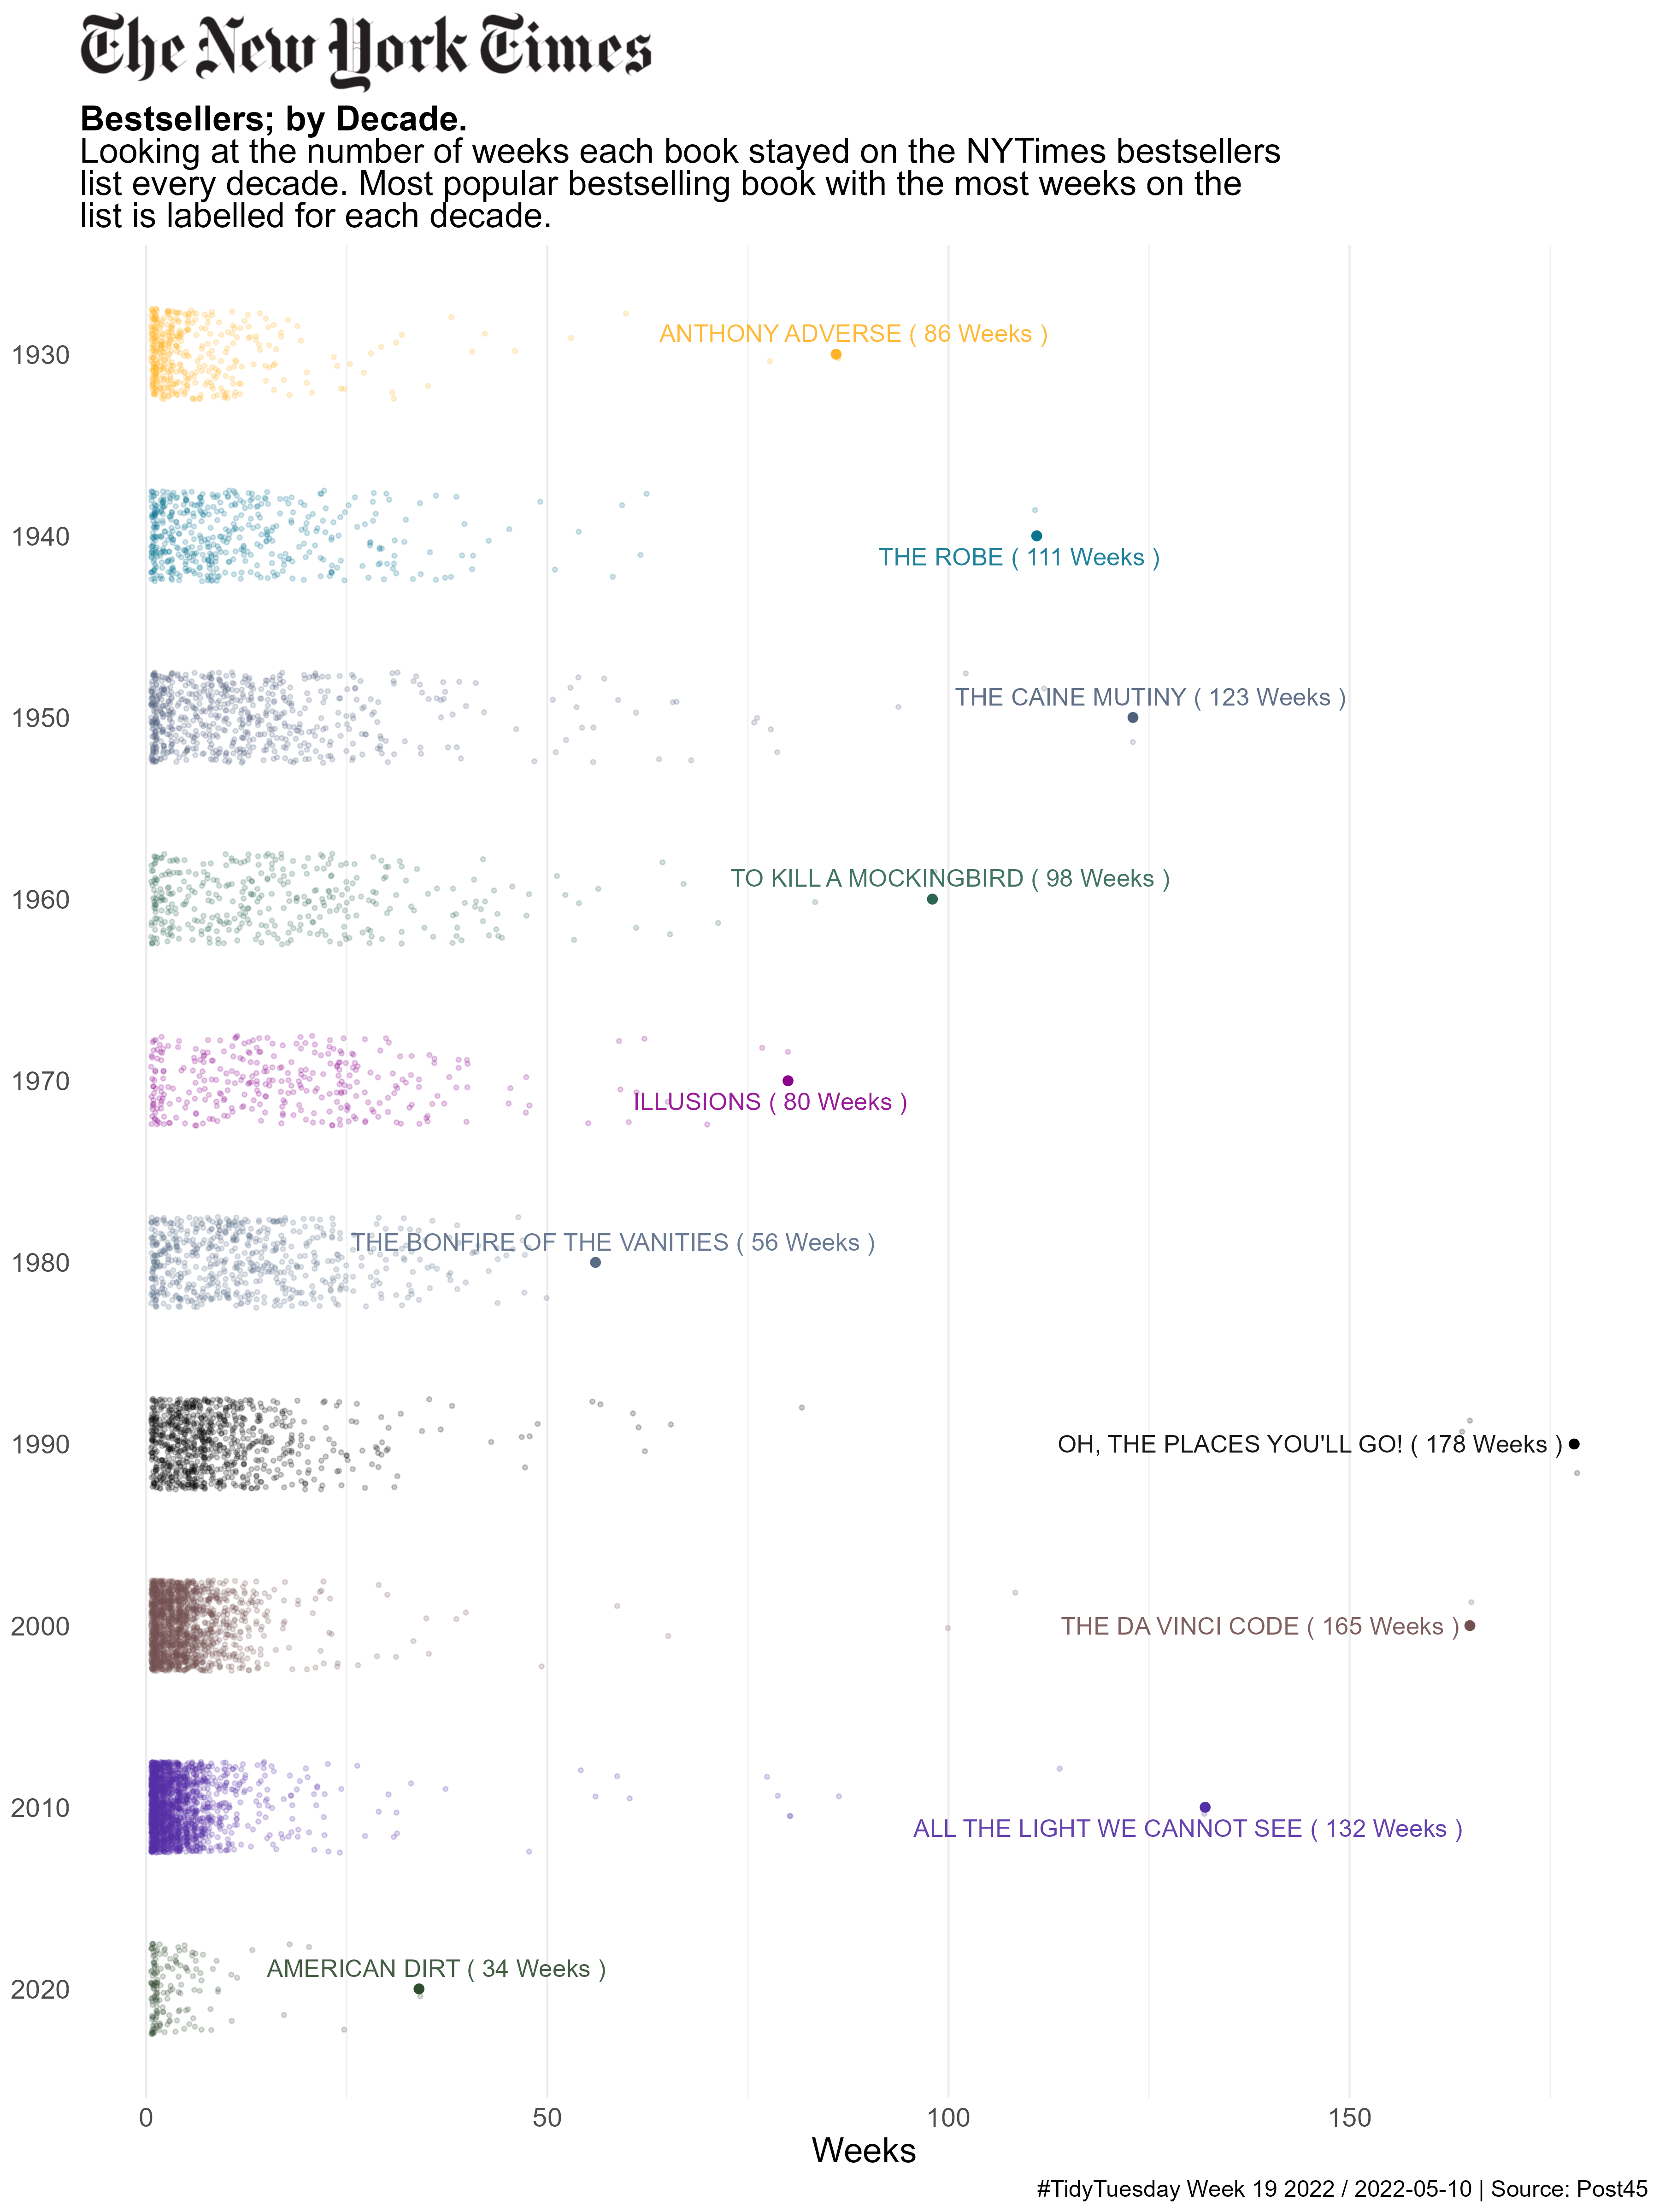 The New York Times
Bestsellers; by Decade.
Looking at the number of weeks each book stayed on the NYTimes bestsellers
list every decade. Most popular bestselling book with the most weeks on the
list is labelled for each decade.
1930
ANTHONY ADVERSE ( 86 Weeks )
1940
THE ROBE ( 111 Weeks )
1950
THE CAINE MUTINY ( 123 Weeks )
1960
TO KILL A MOCKINGBIRD ( 98 Weeks )
1970
ILLUSIONS ( 80 Weeks )
1980
THE BONFIRE OF THE VANITIES ( 56 Weeks )
1990
OH, THE PLACES YOU'LL GO! ( 178 Weeks )
2000
THE DA VINCI CODE ( 165 Weeks )
2010
ALL THE LIGHT WE CANNOT SEE ( 132 Weeks )
2020
AMERICAN DIRT ( 34 Weeks )
0 50 100 150
Weeks
#TidyTuesday Week 19 2022 / 2022-05-10 | Source: Post45